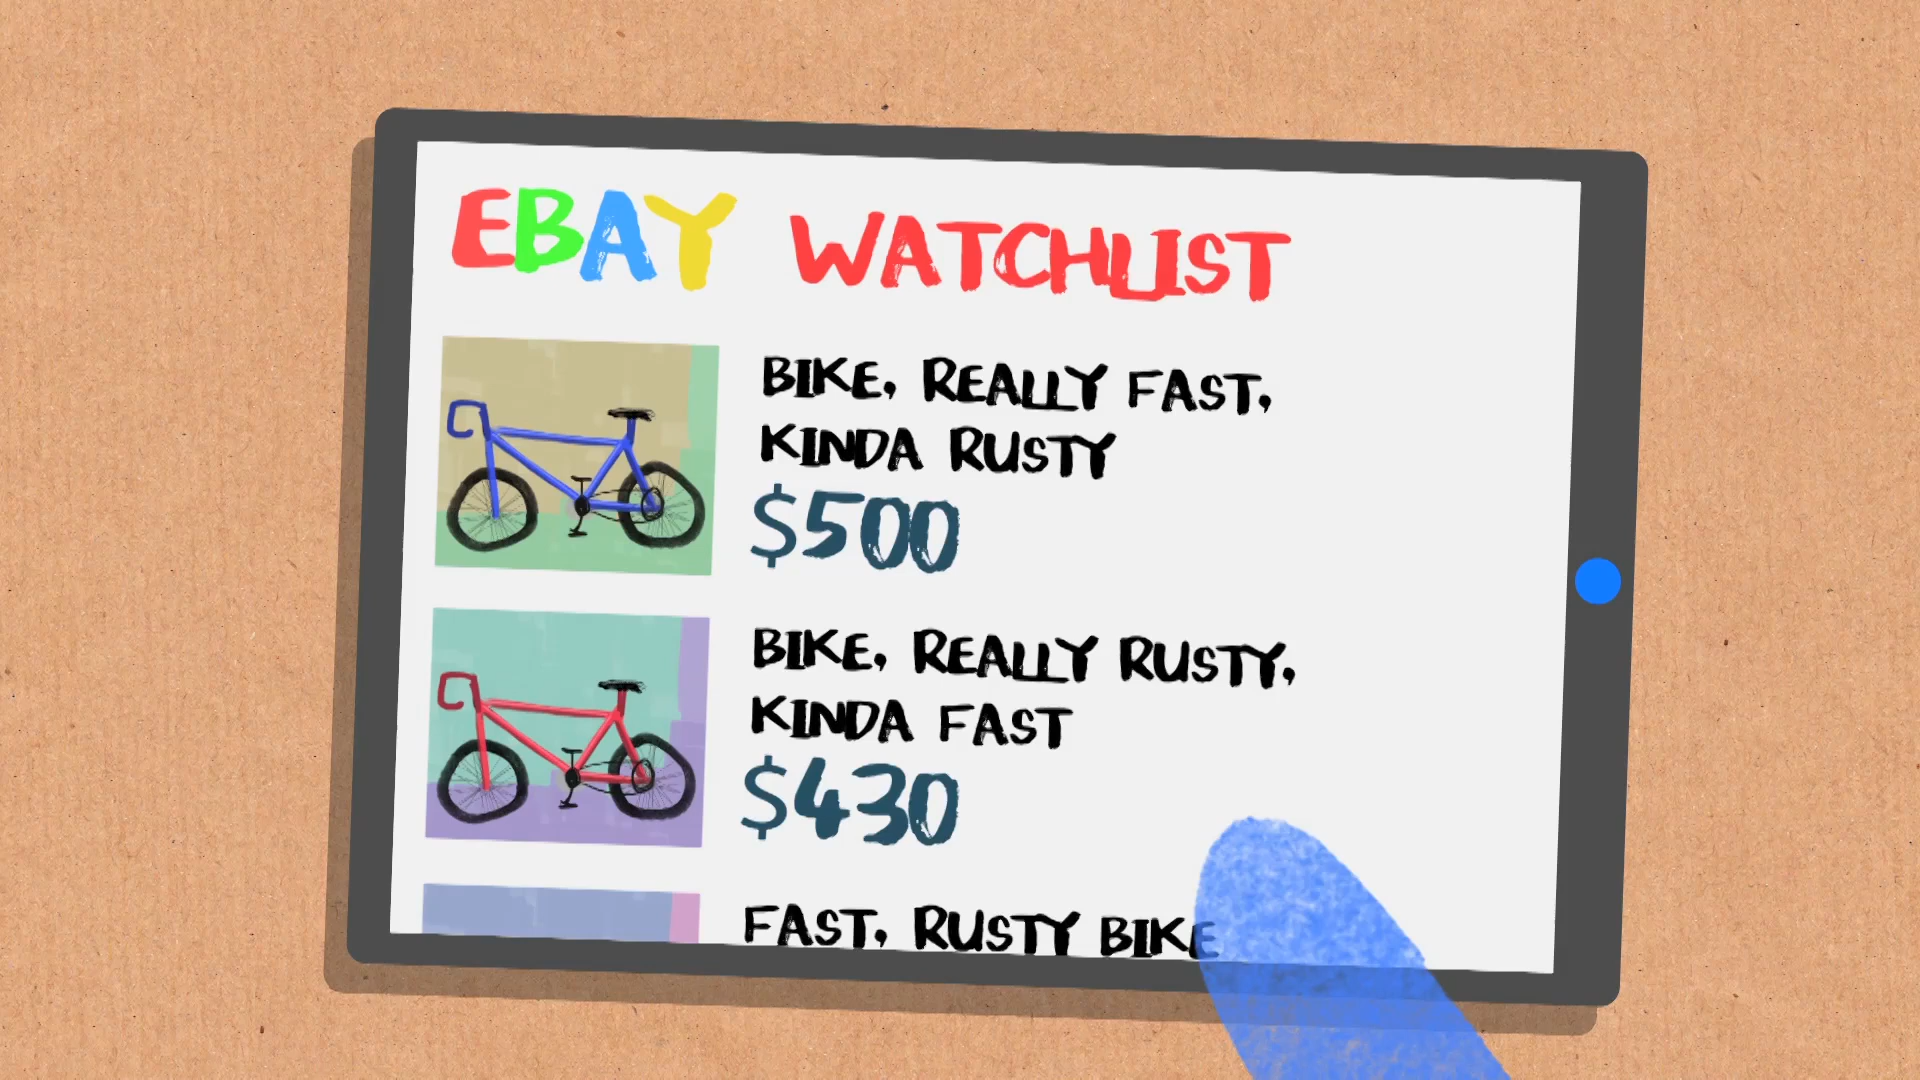 EBAY WATCHLIST
BIKE, REALLY FAST,
KINDA RUSTY
$500
BIKE, REALLY RUSTY,
KINDA FAST
$430
FAST, RUSTY BIKE